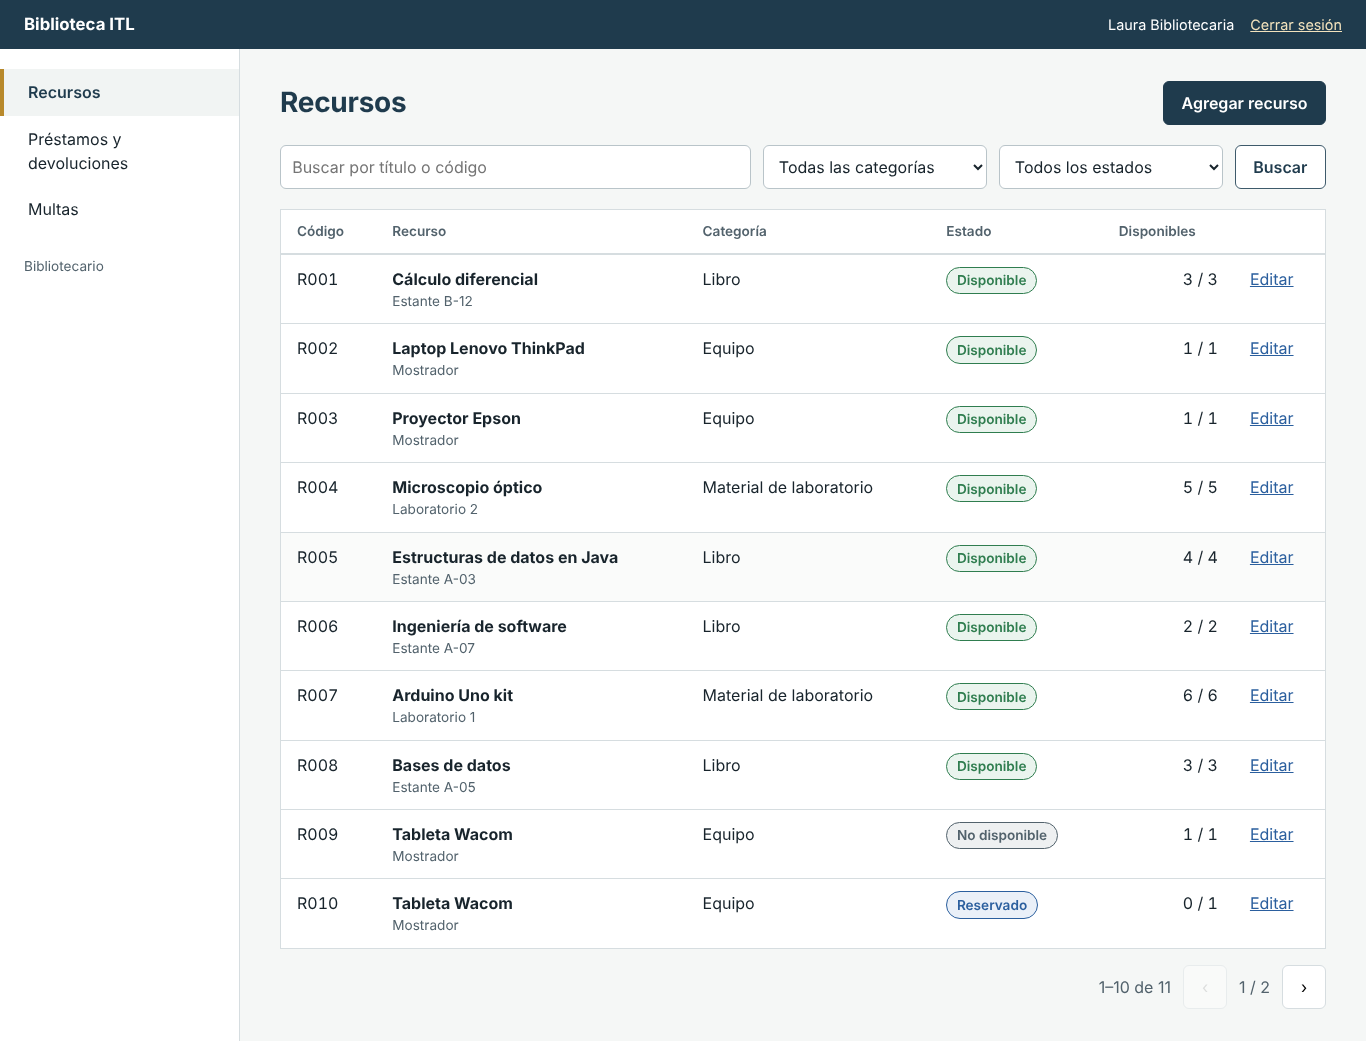 Biblioteca ITL
Laura Bibliotecaria Cerrar sesión
Recursos
Préstamos y
devoluciones
Multas
Bibliotecario
Recursos
Agregar recurso
Buscar por título o código Todas las categorías Todos los estados Buscar
Código Recurso Categoría Estado Disponibles
R001 Cálculo diferencial Libro Disponible 3 / 3 Editar
Estante B-12
R002 Laptop Lenovo ThinkPad Equipo Disponible 1 / 1 Editar
Mostrador
R003 Proyector Epson Equipo Disponible 1 / 1 Editar
Mostrador
R004 Microscopio óptico Material de laboratorio Disponible 5 / 5 Editar
Laboratorio 2
R005 Estructuras de datos en Java Libro Disponible 4 / 4 Editar
Estante A-03
R006 Ingeniería de software Libro Disponible 2 / 2 Editar
Estante A-07
R007 Arduino Uno kit Material de laboratorio Disponible 6 / 6 Editar
Laboratorio 1
R008 Bases de datos Libro Disponible 3 / 3 Editar
Estante A-05
R009 Tableta Wacom Equipo No disponible 1 / 1 Editar
Mostrador
R010 Tableta Wacom Equipo Reservado 0 / 1 Editar
Mostrador
1–10 de 11 ‹ 1 / 2 ›